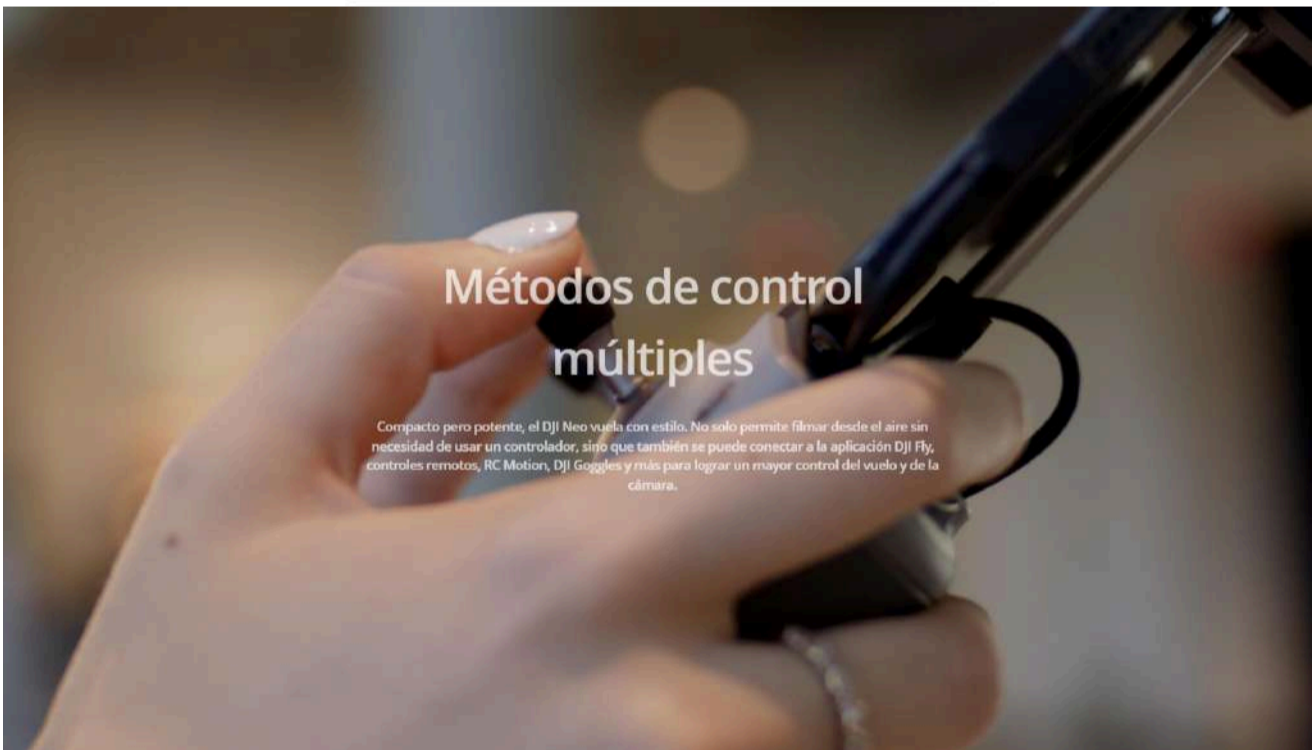 Métodos de control
múltiples
Compacto pero potente, el DJI Neo vuela con estilo. No solo permite filmar desde el aire sin
necesidad de usar un controlador, sino que también se puede conectar a la aplicación DJI Fly,
controles remotos, RC Motion, DJI Goggles y más para lograr un mayor control del vuelo y de la
cámara.